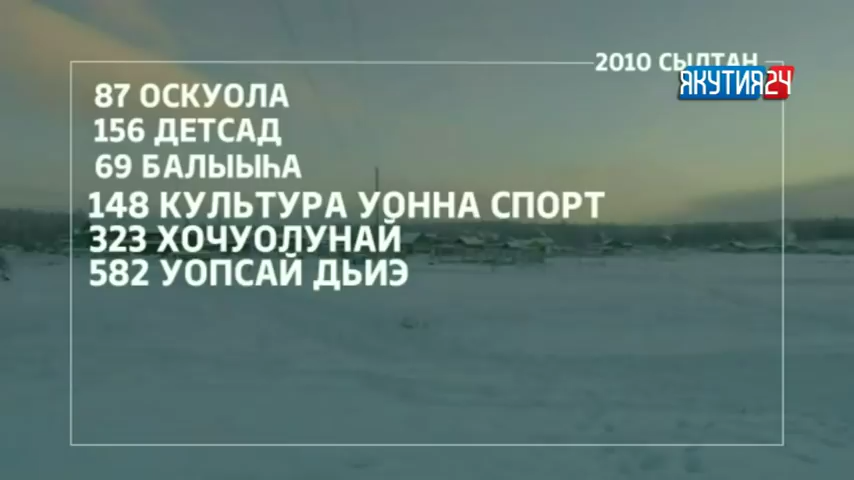 2010 СЫЛТАН
ЯКУТИЯ24
87 ОСКУОЛА
156 ДЕТСАД
69 БАЛЫЫҺА
148 КУЛЬТУРА УОННА СПОРТ
323 ХОЧУОЛУНАЙ
582 УОПСАЙ ДЬИЭ